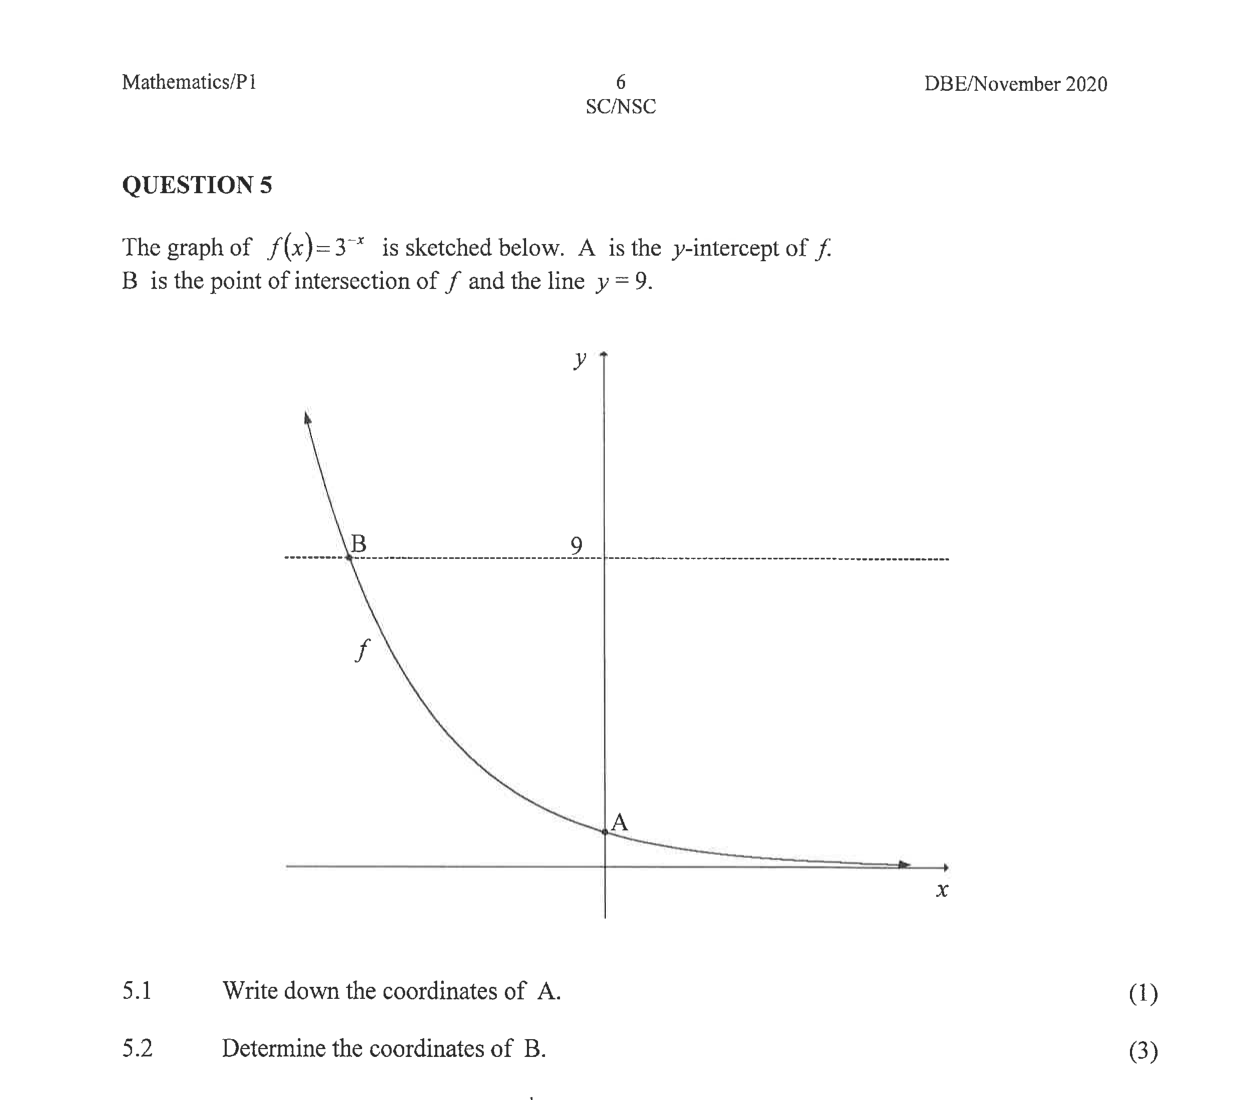 Mathematics/P1 6 DBE/November 2020
SC/NSC
QUESTION 5
The graph of f(x)=3⁻ˣ is sketched below. A is the y-intercept of f.
B is the point of intersection of f and the line y = 9.
y
B
9
f
A
x
5.1 Write down the coordinates of A. (1)
5.2 Determine the coordinates of B. (3)